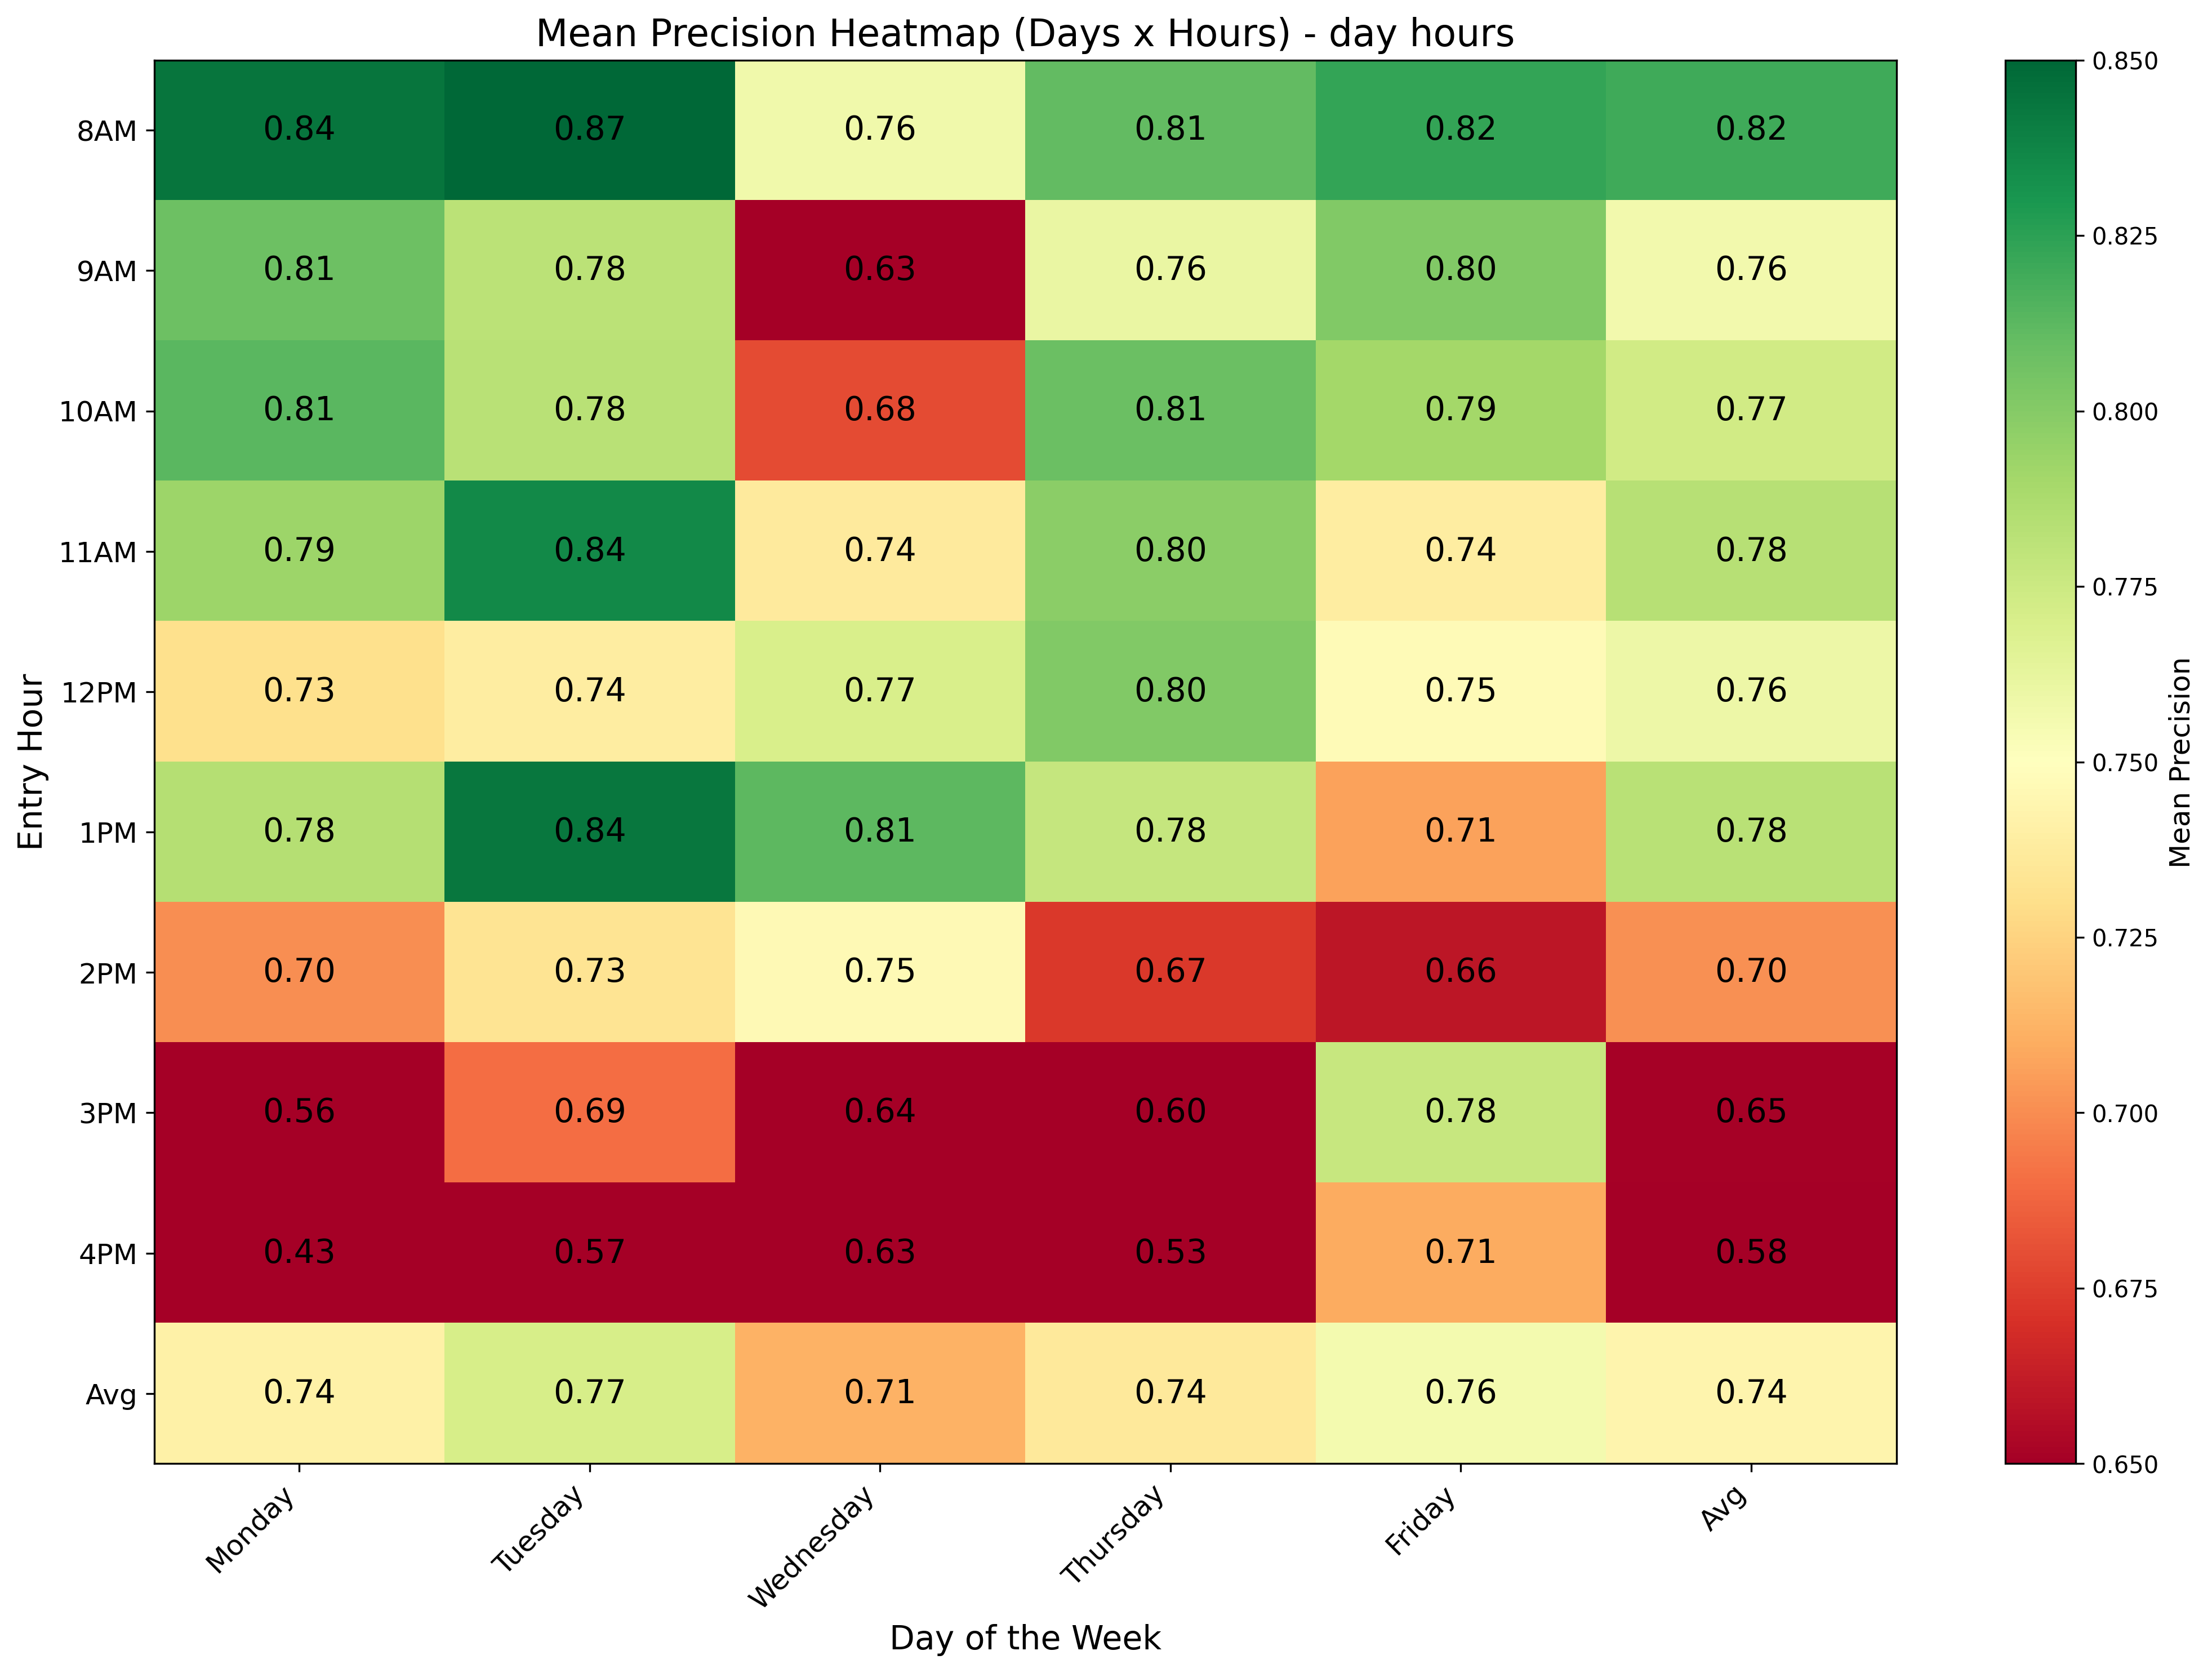 Mean Precision Heatmap (Days x Hours) - day hours
8AM 0.84 0.87 0.76 0.81 0.82 0.82
9AM 0.81 0.78 0.63 0.76 0.80 0.76
10AM 0.81 0.78 0.68 0.81 0.79 0.77
11AM 0.79 0.84 0.74 0.80 0.74 0.78
12PM 0.73 0.74 0.77 0.80 0.75 0.76
1PM 0.78 0.84 0.81 0.78 0.71 0.78
2PM 0.70 0.73 0.75 0.67 0.66 0.70
3PM 0.56 0.69 0.64 0.60 0.78 0.65
4PM 0.43 0.57 0.63 0.53 0.71 0.58
Avg 0.74 0.77 0.71 0.74 0.76 0.74
Monday Tuesday Wednesday Thursday Friday Avg
Day of the Week
Entry Hour
0.850
0.825
0.800
0.775
0.750
0.725
0.700
0.675
0.650
Mean Precision